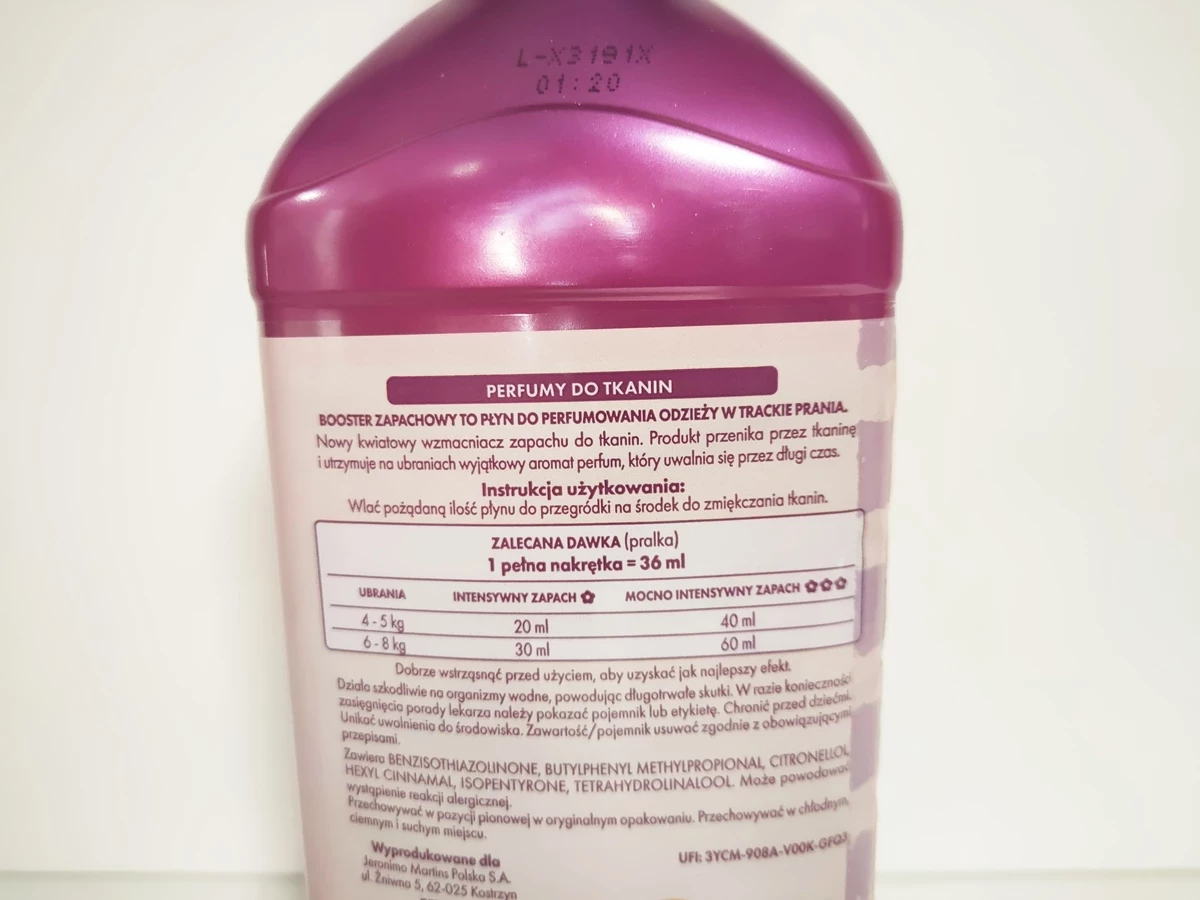 L-X3191X
01:20
PERFUMY DO TKANIN
BOOSTER ZAPACHOWY TO PŁYN DO PERFUMOWANIA ODZIEŻY W TRACKIE PRANIA.
Nowy kwiatowy wzmacniacz zapachu do tkanin. Produkt przenika przez tkaninę
i utrzymuje na ubraniach wyjątkowy aromat perfum, który uwalnia się przez długi czas.
Instrukcja użytkowania:
Wlać pożądaną ilość płynu do przegródki na środek do zmiękczania tkanin.
ZALECANA DAWKA (pralka)
1 pełna nakrętka = 36 ml
UBRANIA INTENSYWNY ZAPACH MOCNO INTENSYWNY ZAPACH
4 - 5 kg 20 ml 40 ml
6 - 8 kg 30 ml 60 ml
Dobrze wstrząsnąć przed użyciem, aby uzyskać jak najlepszy efekt.
Działa szkodliwie na organizmy wodne, powodując długotrwałe skutki. W razie konieczności
zasięgnięcia porady lekarza należy pokazać pojemnik lub etykietę. Chronić przed dziećmi.
Unikać uwolnienia do środowiska. Zawartość/pojemnik usuwać zgodnie z obowiązującymi
przepisami.
Zawiera BENZISOTHIAZOLINONE, BUTYLPHENYL METHYLPROPIONAL, CITRONELLOL,
HEXYL CINNAMAL, ISOPENTYRONE, TETRAHYDROLINALOOL. Może powodować
wystąpienie reakcji alergicznej.
Przechowywać w pozycji pionowej w oryginalnym opakowaniu. Przechowywać w chłodnym,
ciemnym i suchym miejscu.
Wyprodukowane dla
Jeronimo Martins Polska S.A.
ul. Żniwna 5, 62-025 Kostrzyn
UFI: 3YCM-908A-V00K-GFQ3